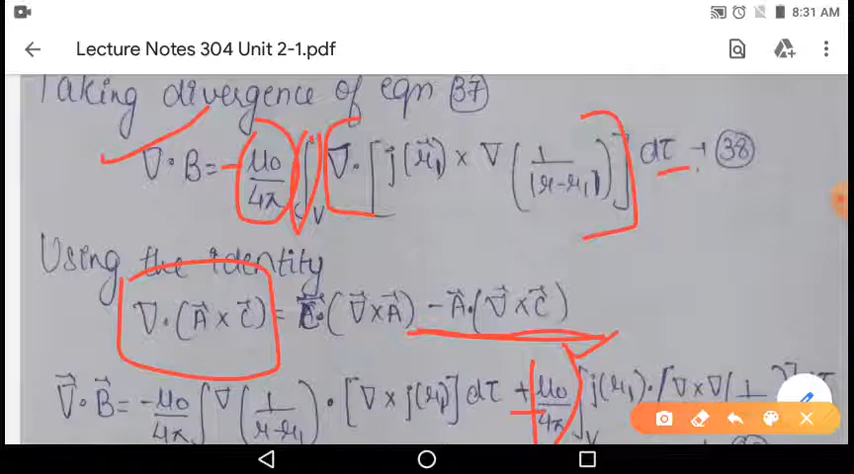 8:31 AM
Lecture Notes 304 Unit 2-1.pdf
Taking divergence of eqn 37
∇·B = -μ0/4π ∫V ∇·[j(r⃗1) × ∇(1/|r-r1|)] dτ → 38
Using the identity
∇·(A⃗ × C⃗) = C⃗·(∇⃗×A⃗) - A⃗·(∇⃗×C⃗)
∇⃗·B⃗ = -μ0/4π ∫ ∇(1/r-r1)·[∇ × j(r1)] dτ + μ0/4π ∫V j(r1)·[∇×∇(1